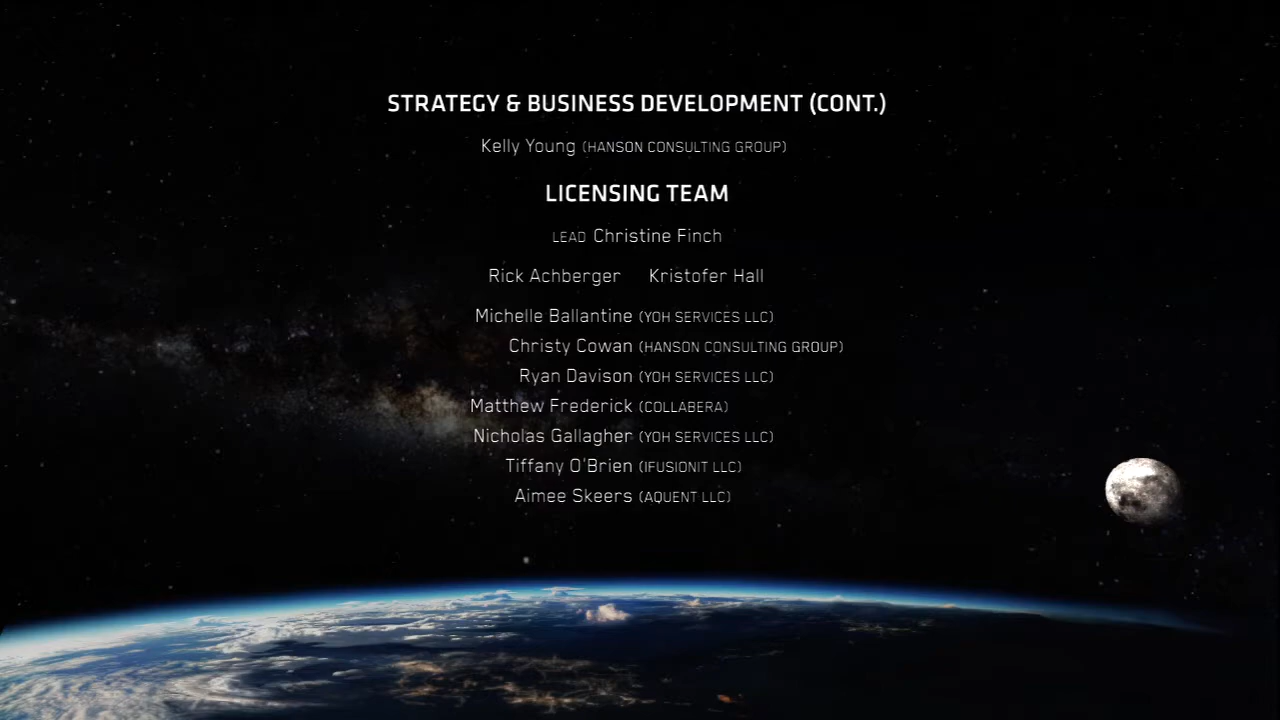 STRATEGY & BUSINESS DEVELOPMENT (CONT.)
Kelly Young (HANSON CONSULTING GROUP)
LICENSING TEAM
LEAD Christine Finch
Rick Achberger Kristofer Hall
Michelle Ballantine (YOH SERVICES LLC)
Christy Cowan (HANSON CONSULTING GROUP)
Ryan Davison (YOH SERVICES LLC)
Matthew Frederick (COLLABERA)
Nicholas Gallagher (YOH SERVICES LLC)
Tiffany O'Brien (IFUSIONIT LLC)
Aimee Skeers (AQUENT LLC)